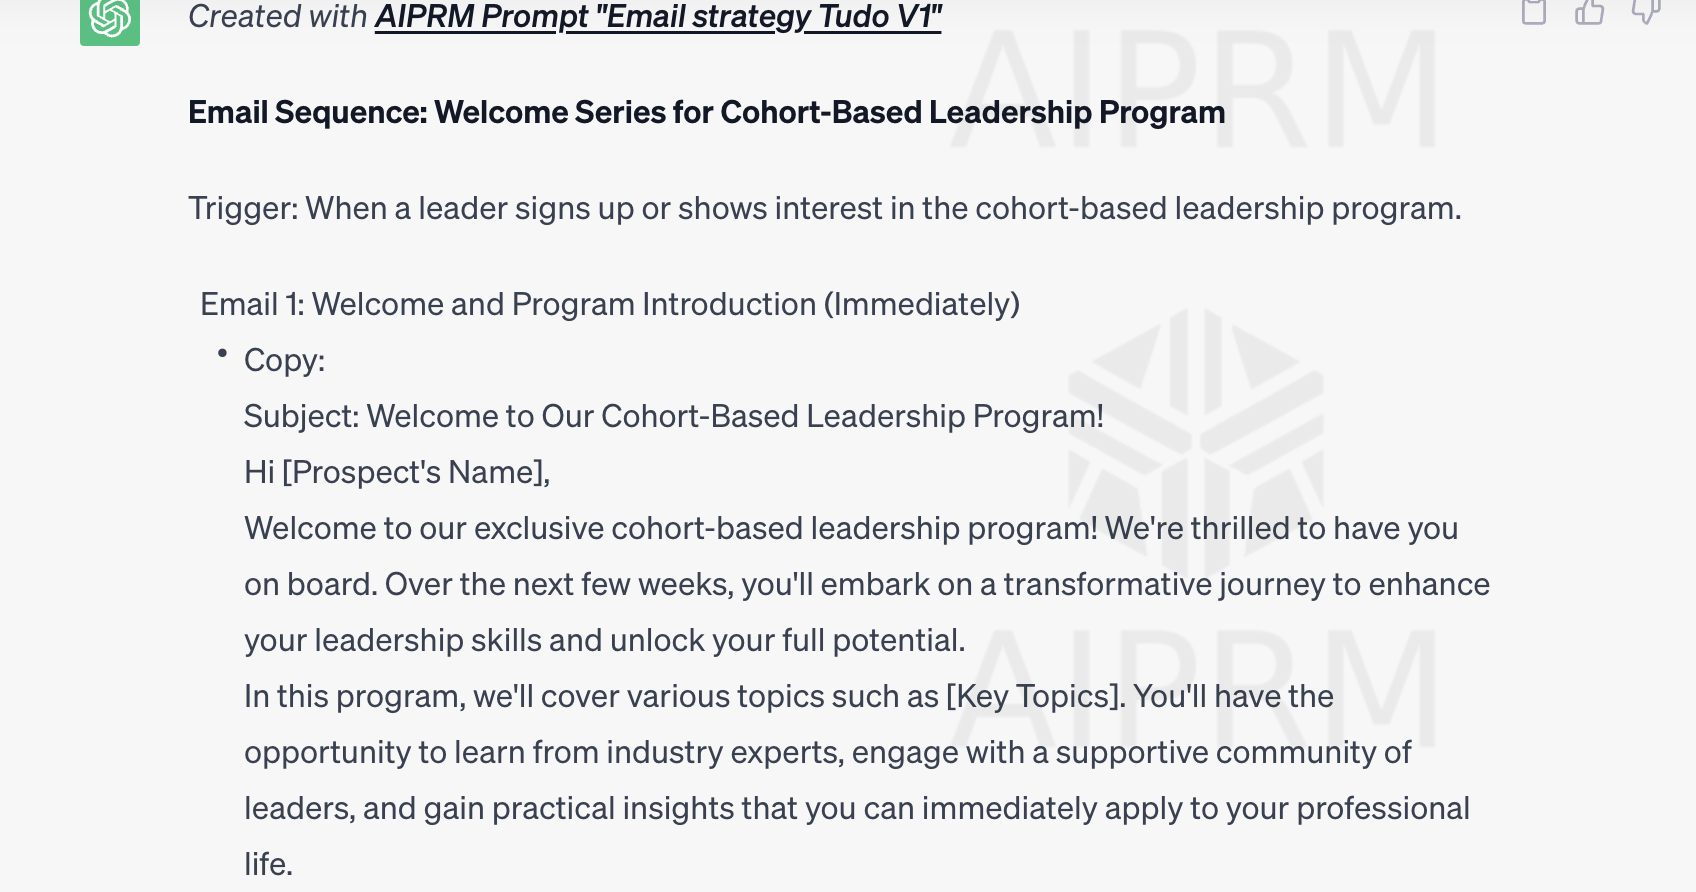 Created with AIPRM Prompt "Email strategy Tudo V1"
Email Sequence: Welcome Series for Cohort-Based Leadership Program
Trigger: When a leader signs up or shows interest in the cohort-based leadership program.
Email 1: Welcome and Program Introduction (Immediately)
• Copy:
Subject: Welcome to Our Cohort-Based Leadership Program!
Hi [Prospect's Name],
Welcome to our exclusive cohort-based leadership program! We're thrilled to have you
on board. Over the next few weeks, you'll embark on a transformative journey to enhance
your leadership skills and unlock your full potential.
In this program, we'll cover various topics such as [Key Topics]. You'll have the
opportunity to learn from industry experts, engage with a supportive community of
leaders, and gain practical insights that you can immediately apply to your professional
life.
AIPRM
AIPRM